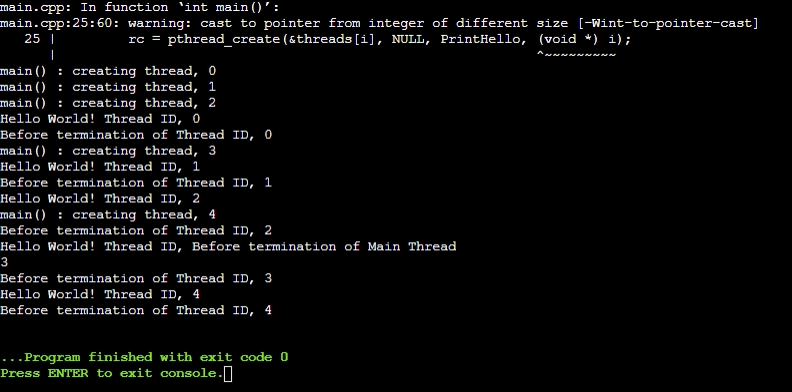 main.cpp: In function ‘int main()’:
main.cpp:25:60: warning: cast to pointer from integer of different size [-Wint-to-pointer-cast]
   25 |         rc = pthread_create(&threads[i], NULL, PrintHello, (void *) i);
      |                                                            ^~~~~~~~~~
main() : creating thread, 0
main() : creating thread, 1
main() : creating thread, 2
Hello World! Thread ID, 0
Before termination of Thread ID, 0
main() : creating thread, 3
Hello World! Thread ID, 1
Before termination of Thread ID, 1
Hello World! Thread ID, 2
main() : creating thread, 4
Before termination of Thread ID, 2
Hello World! Thread ID, Before termination of Main Thread
3
Before termination of Thread ID, 3
Hello World! Thread ID, 4
Before termination of Thread ID, 4
...Program finished with exit code 0
Press ENTER to exit console.